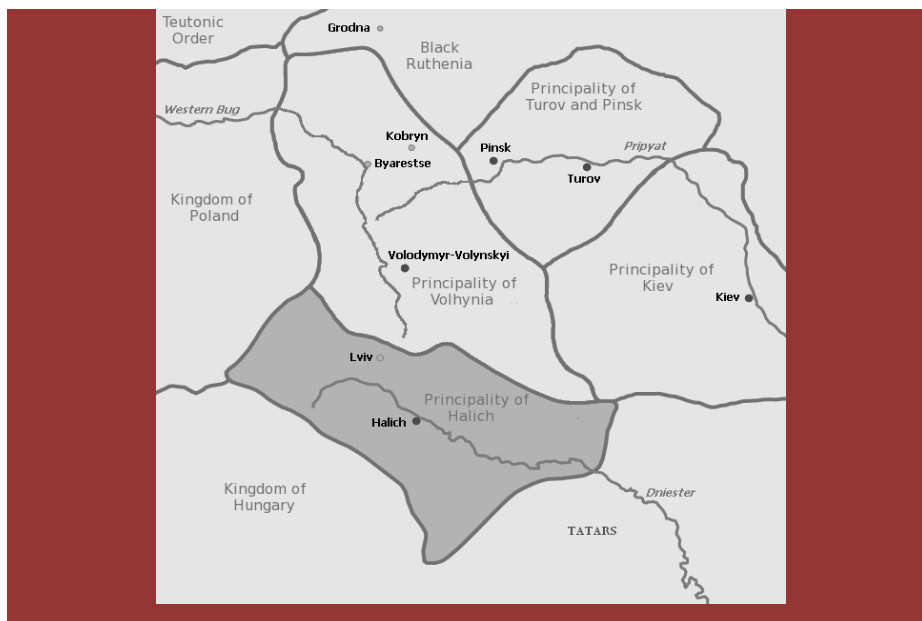 Teutonic
Order
Grodna
Black
Ruthenia
Principality of
Turov and Pinsk
Western Bug
Kobryn
Byarestse
Pinsk
Pripyat
Turov
Kingdom of
Poland
Volodymyr-Volynskyi
Principality of
Volhynia
Principality of
Kiev
Kiev
Lviv
Principality of
Halich
Halich
Kingdom of
Hungary
Dniester
TATARS